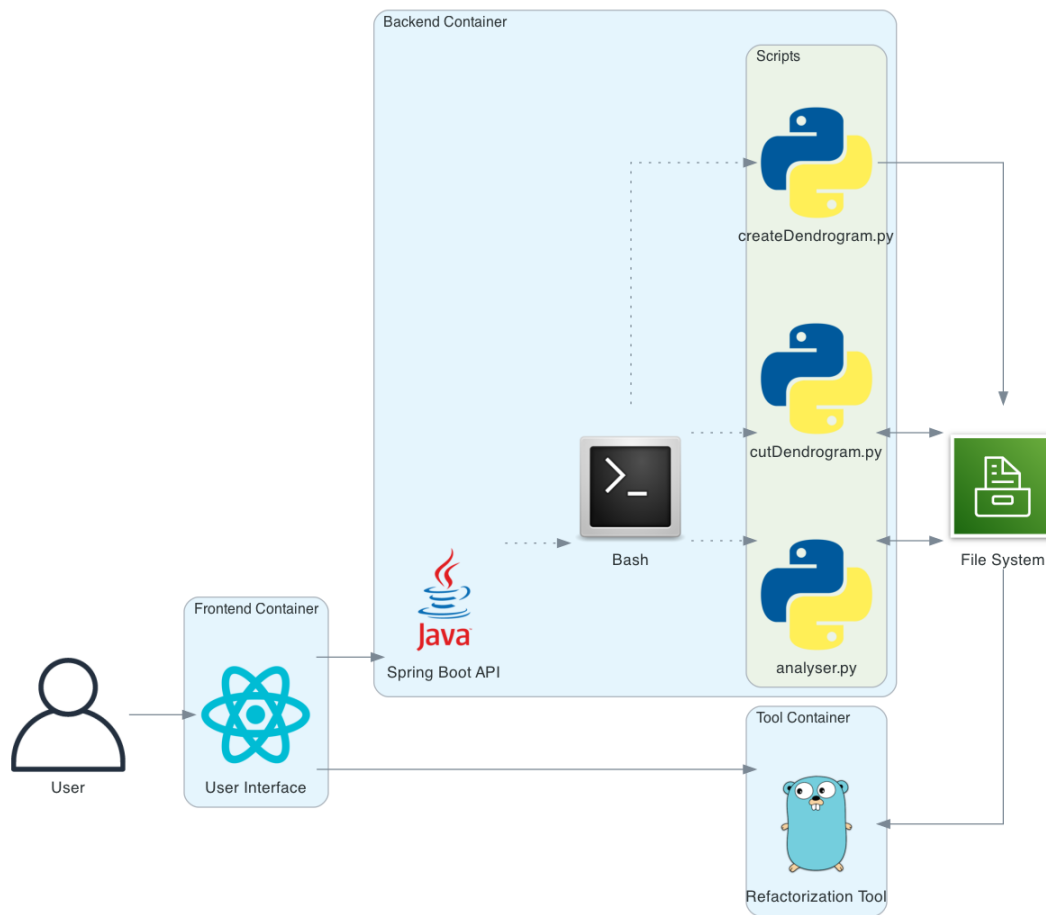 Backend Container
Scripts
createDendrogram.py
cutDendrogram.py
Bash
File System
Java
Spring Boot API
analyser.py
Frontend Container
User Interface
User
Tool Container
Refactorization Tool